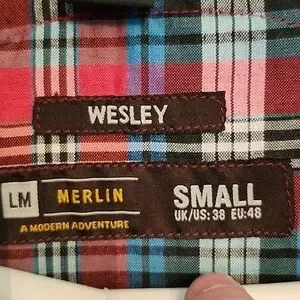 WESLEY
LM MERLIN
A MODERN ADVENTURE
SMALL
UK/US: 38 EU: 48